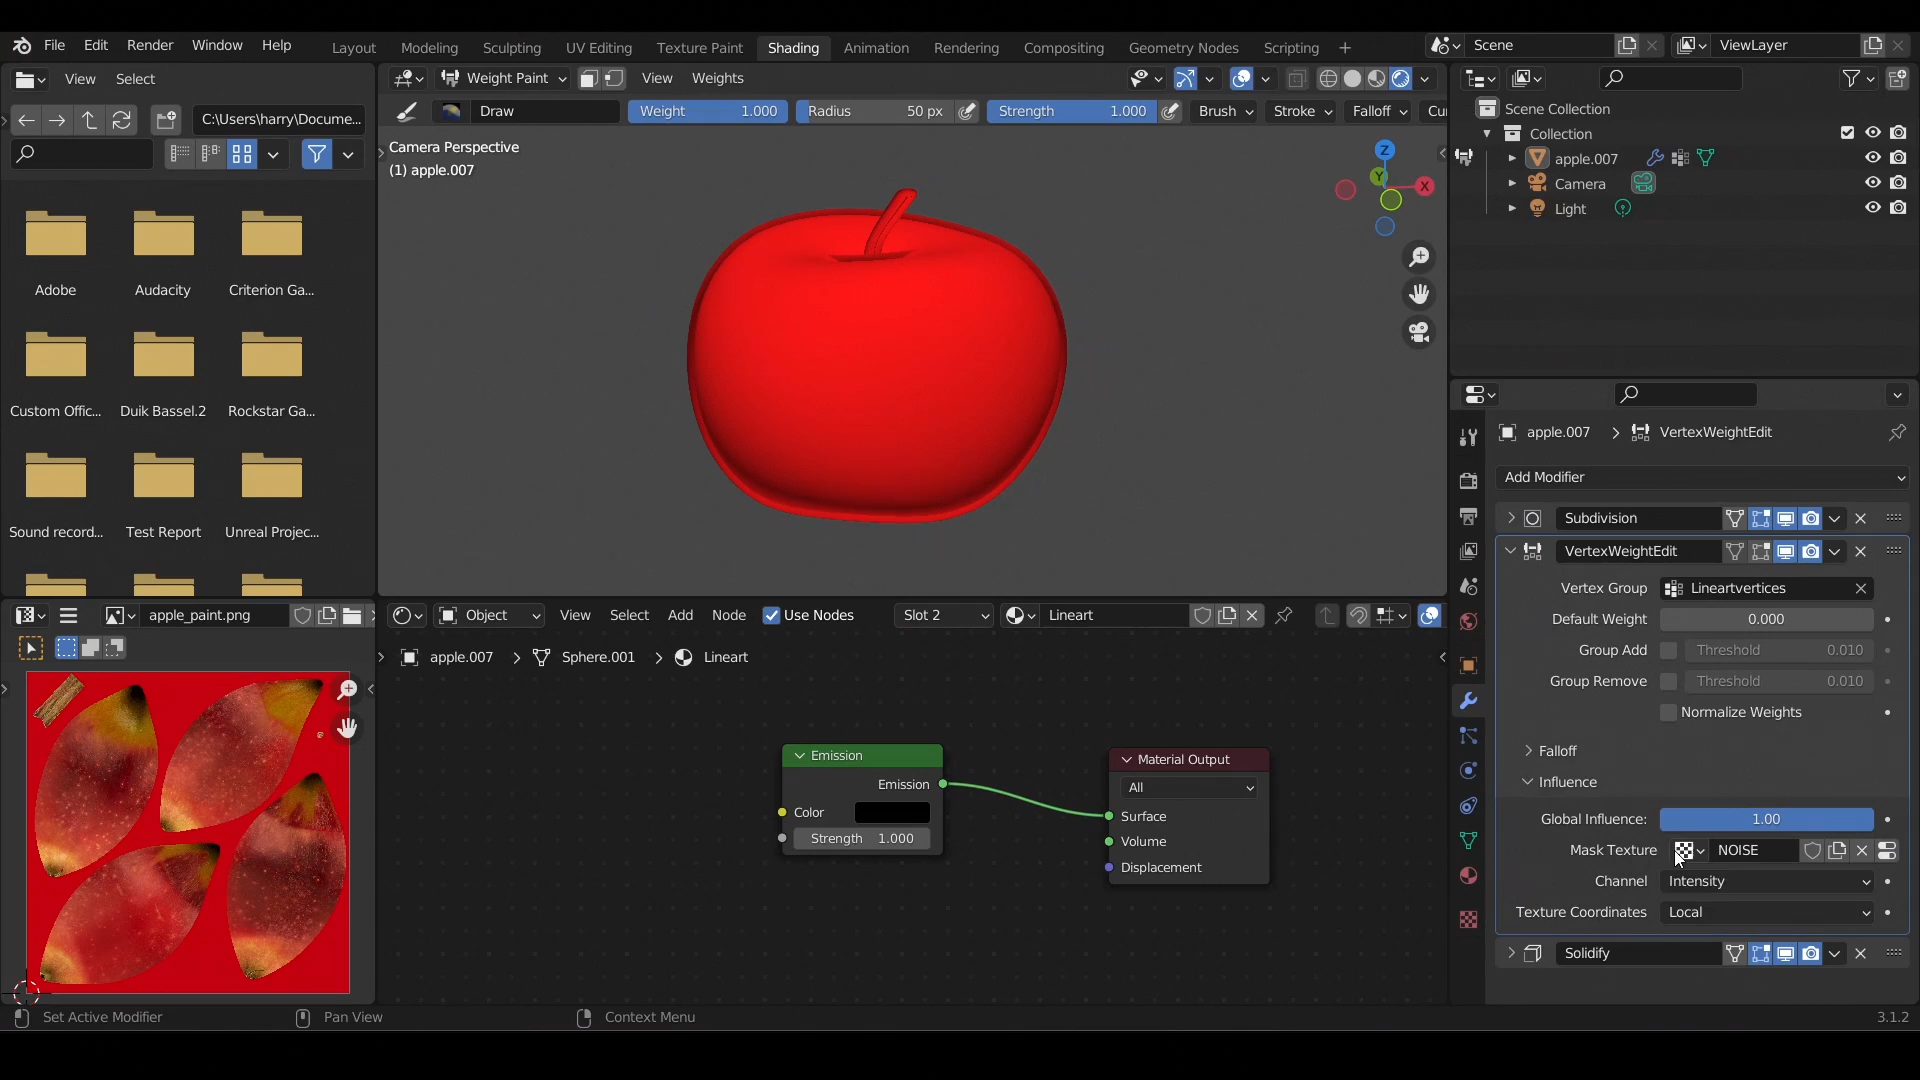 File Edit Render Window Help Layout Modeling Sculpting UV Editing Texture Paint Shading Animation Rendering Compositing Geometry Nodes Scripting + Scene ViewLayer
View Select
C:\Users\harry\Docume...
Adobe Audacity Criterion Ga...
Custom Offic... Duik Bassel.2 Rockstar Ga...
Sound record... Test Report Unreal Projec...
Weight Paint View Weights
Draw Weight 1.000 Radius 50 px Strength 1.000 Brush Stroke Falloff Cu
Camera Perspective
(1) apple.007
Z
Y
X
Scene Collection
Collection
apple.007
Camera
Light
apple.007 > VertexWeightEdit
Add Modifier
Subdivision
VertexWeightEdit
Vertex Group Lineartvertices
Default Weight 0.000
Group Add Threshold 0.010
Group Remove Threshold 0.010
Normalize Weights
Falloff
Influence
Global Influence: 1.00
Mask Texture NOISE
Channel Intensity
Texture Coordinates Local
Solidify
apple_paint.png
Object View Select Add Node Use Nodes Slot 2 Lineart
apple.007 > Sphere.001 > Lineart
Emission
Emission
Color
Strength 1.000
Material Output
All
Surface
Volume
Displacement
Set Active Modifier Pan View Context Menu 3.1.2